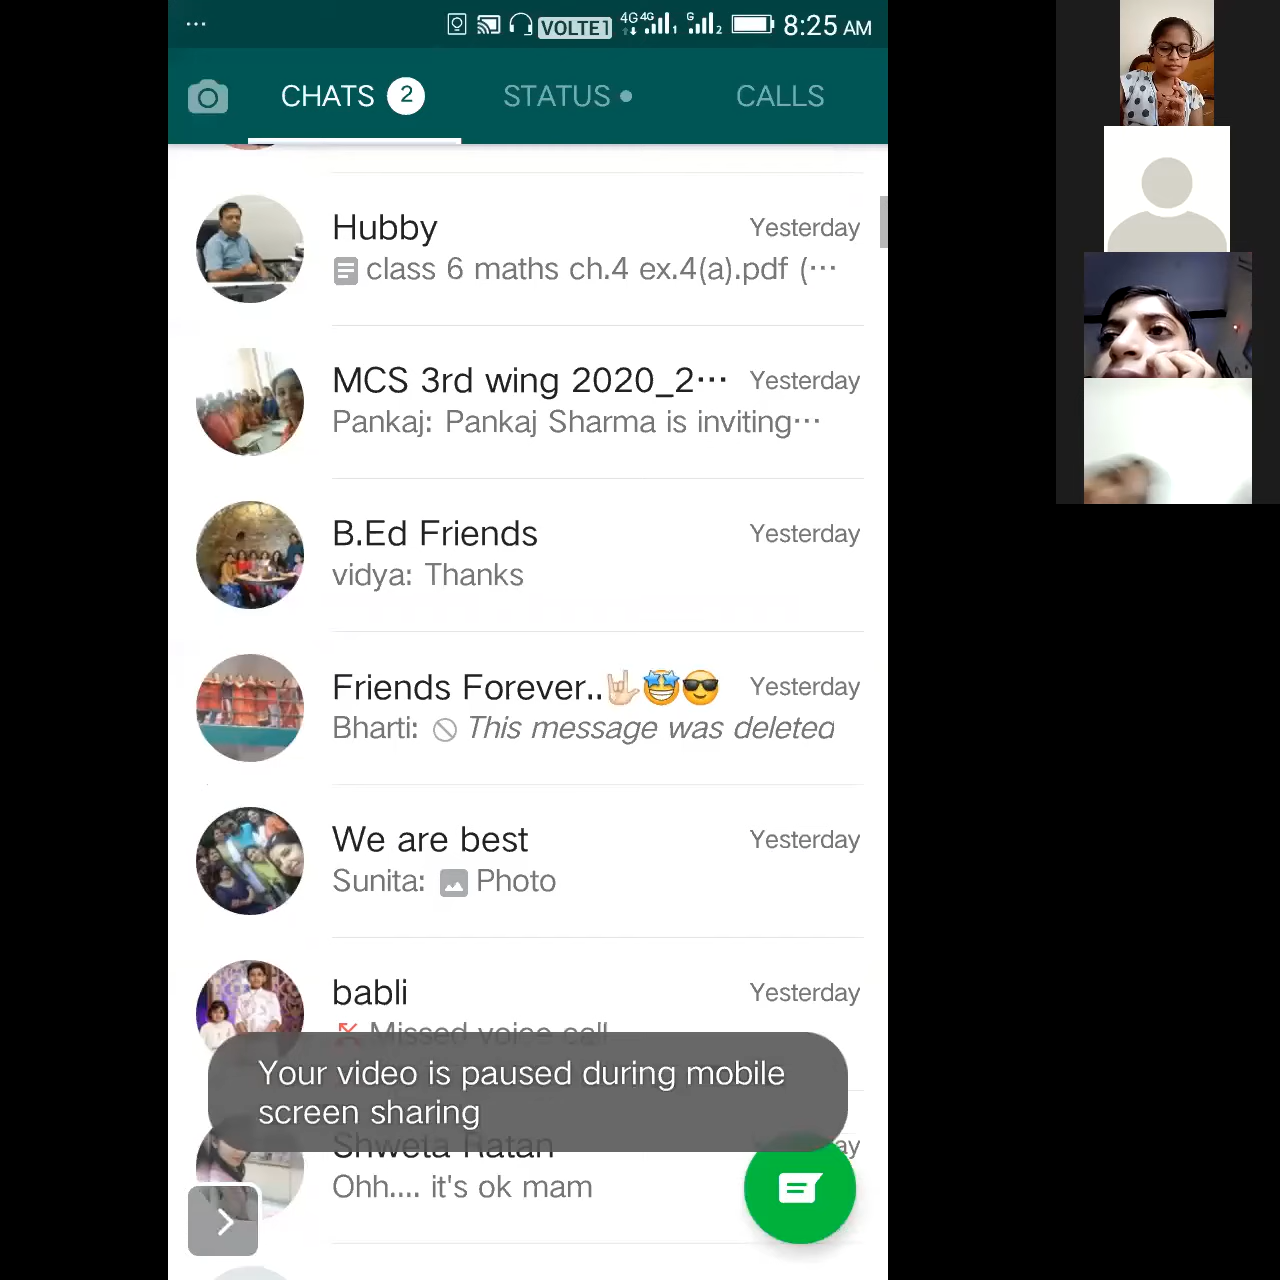 VOLTE1 4G 4G 1 G 2 8:25 AM
CHATS 2 STATUS CALLS
Hubby Yesterday
class 6 maths ch.4 ex.4(a).pdf (...
MCS 3rd wing 2020_2... Yesterday
Pankaj: Pankaj Sharma is inviting...
B.Ed Friends Yesterday
vidya: Thanks
Friends Forever..🤟🏻🤩😎 Yesterday
Bharti: This message was deleted
We are best Yesterday
Sunita: Photo
babli Yesterday
Missed voice call
Your video is paused during mobile
screen sharing
Shweta Ratan ay
Ohh.... it's ok mam